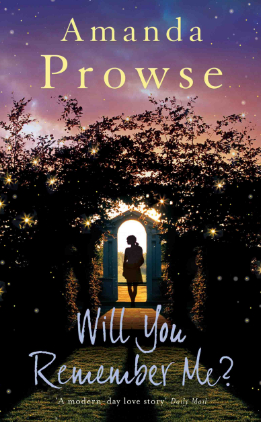 Amanda
Prowse
Will You
Remember Me?
'A modern-day love story' Daily Mail